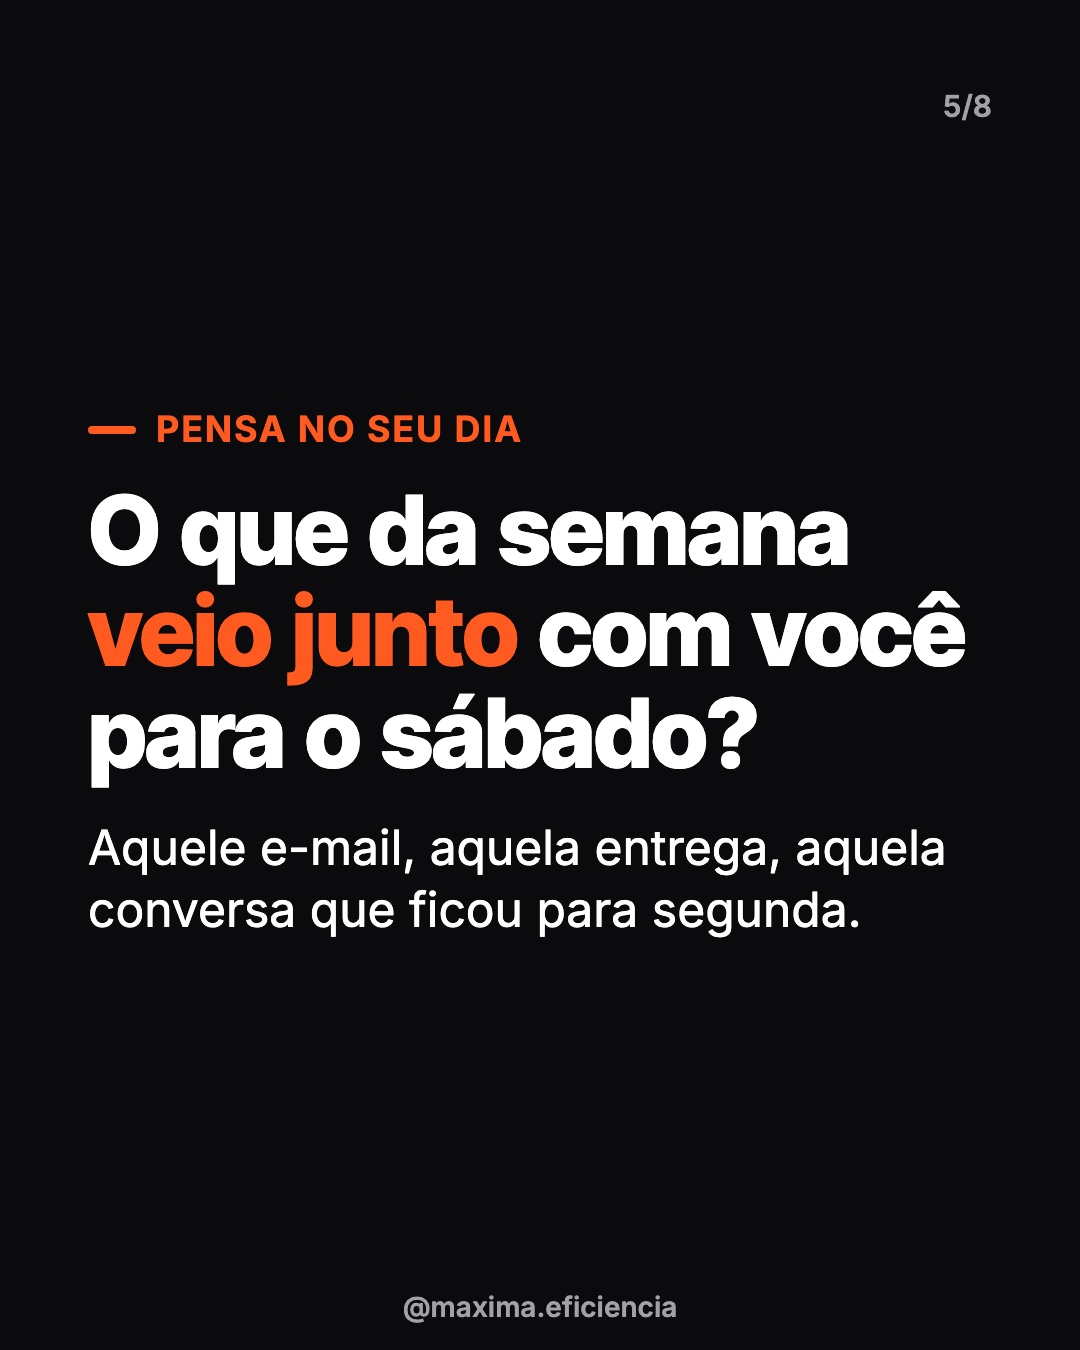 5/8
PENSA NO SEU DIA
O que da semana
veio junto com você
para o sábado?
Aquele e-mail, aquela entrega, aquela
conversa que ficou para segunda.
@maxima.eficiencia